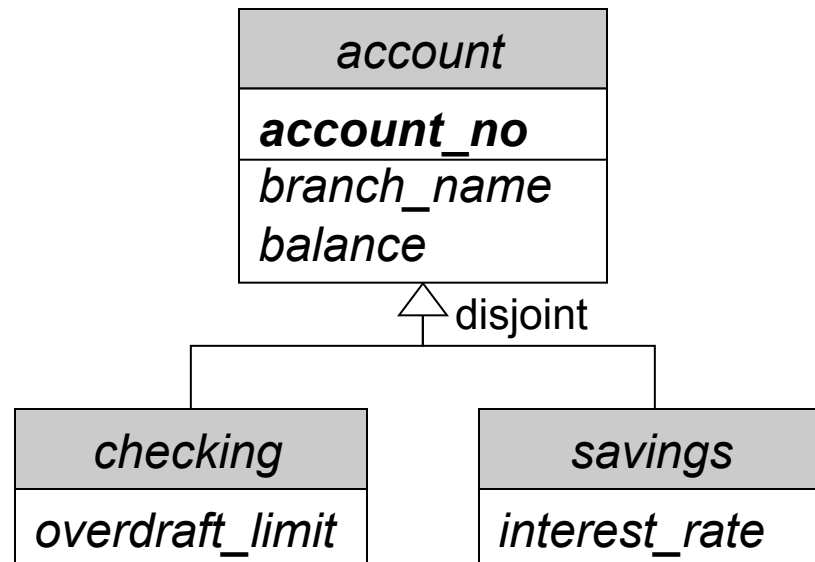 account
account_no
branch_name
balance
disjoint
checking
savings
overdraft_limit
interest_rate